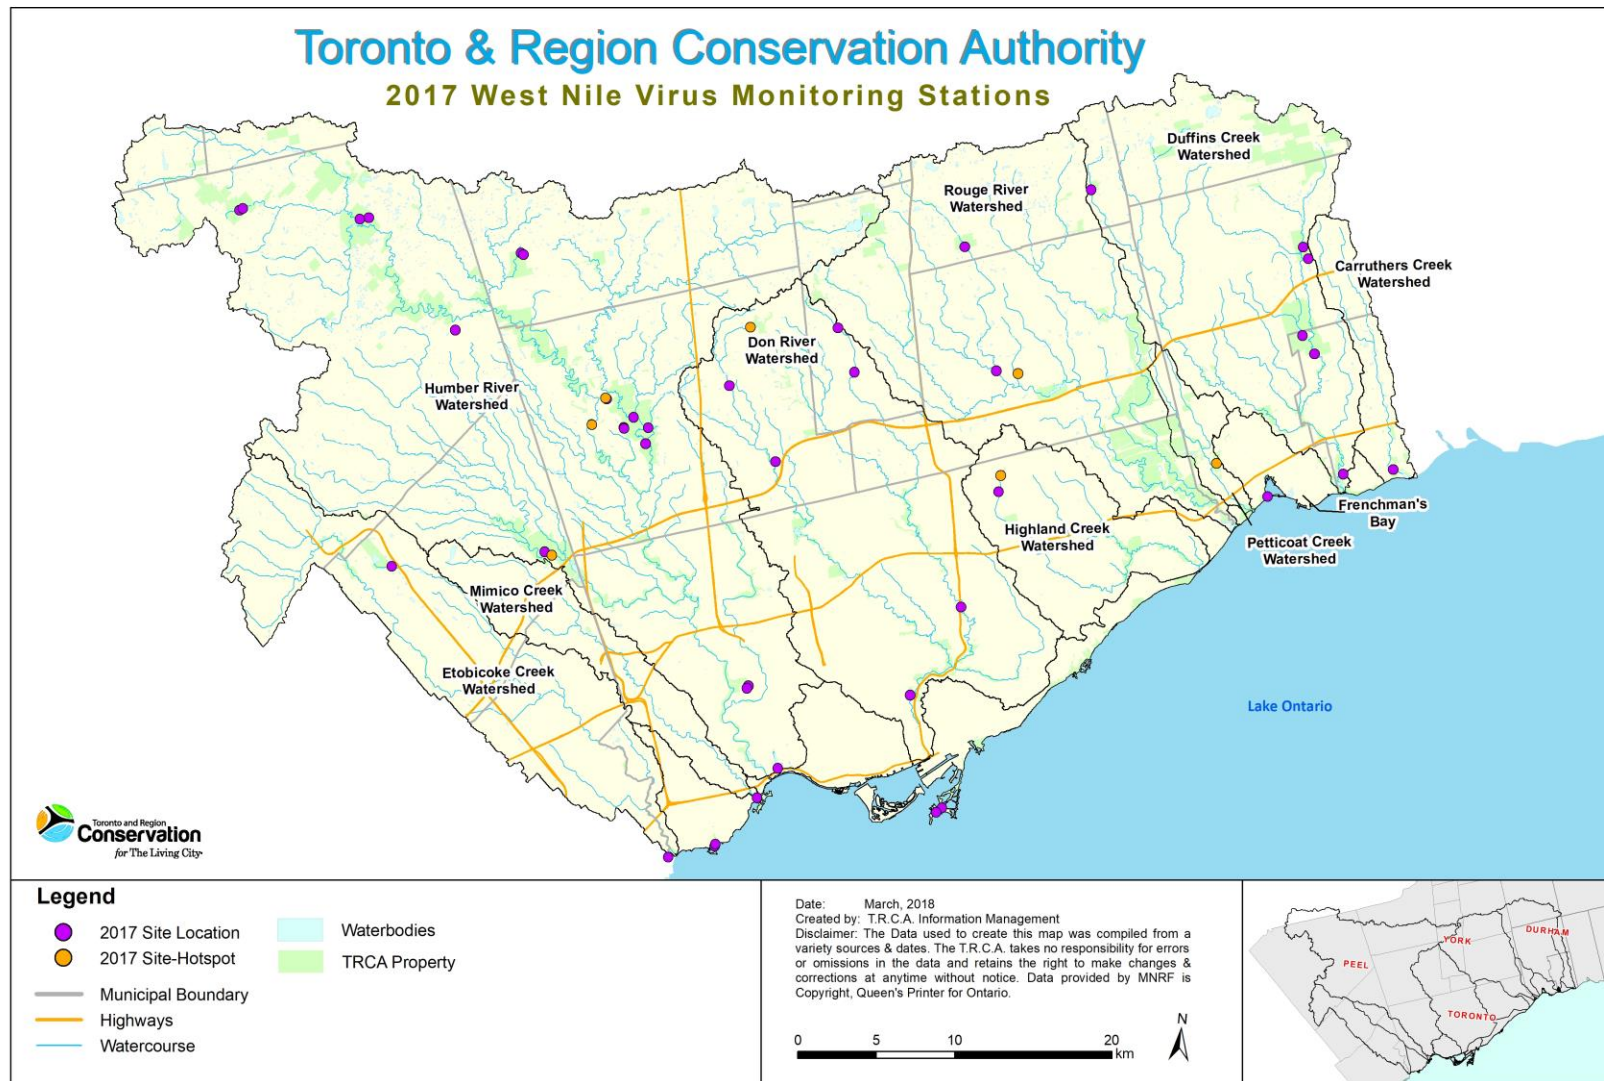 Toronto & Region Conservation Authority
2017 West Nile Virus Monitoring Stations
Duffins Creek
Watershed
Rouge River
Watershed
Carruthers Creek
Watershed
Don River
Watershed
Humber River
Watershed
Highland Creek
Watershed
Frenchman's
Bay
Petticoat Creek
Watershed
Mimico Creek
Watershed
Etobicoke Creek
Watershed
Lake Ontario
Toronto and Region
Conservation
for The Living City·
Legend
2017 Site Location
2017 Site-Hotspot
Municipal Boundary
Highways
Watercourse
Waterbodies
TRCA Property
Date: March, 2018
Created by: T.R.C.A. Information Management
Disclaimer: The Data used to create this map was compiled from a
variety sources & dates. The T.R.C.A. takes no responsibility for errors
or omissions in the data and retains the right to make changes &
corrections at anytime without notice. Data provided by MNRF is
Copyright, Queen's Printer for Ontario.
0 5 10 20
km
N
PEEL
YORK
DURHAM
TORONTO